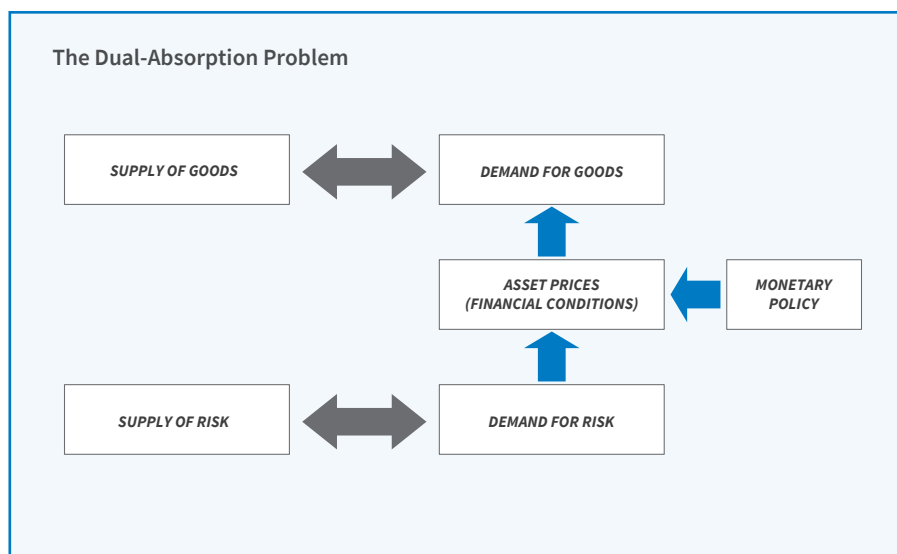 The Dual-Absorption Problem
SUPPLY OF GOODS
DEMAND FOR GOODS
ASSET PRICES
(FINANCIAL CONDITIONS)
MONETARY
POLICY
SUPPLY OF RISK
DEMAND FOR RISK